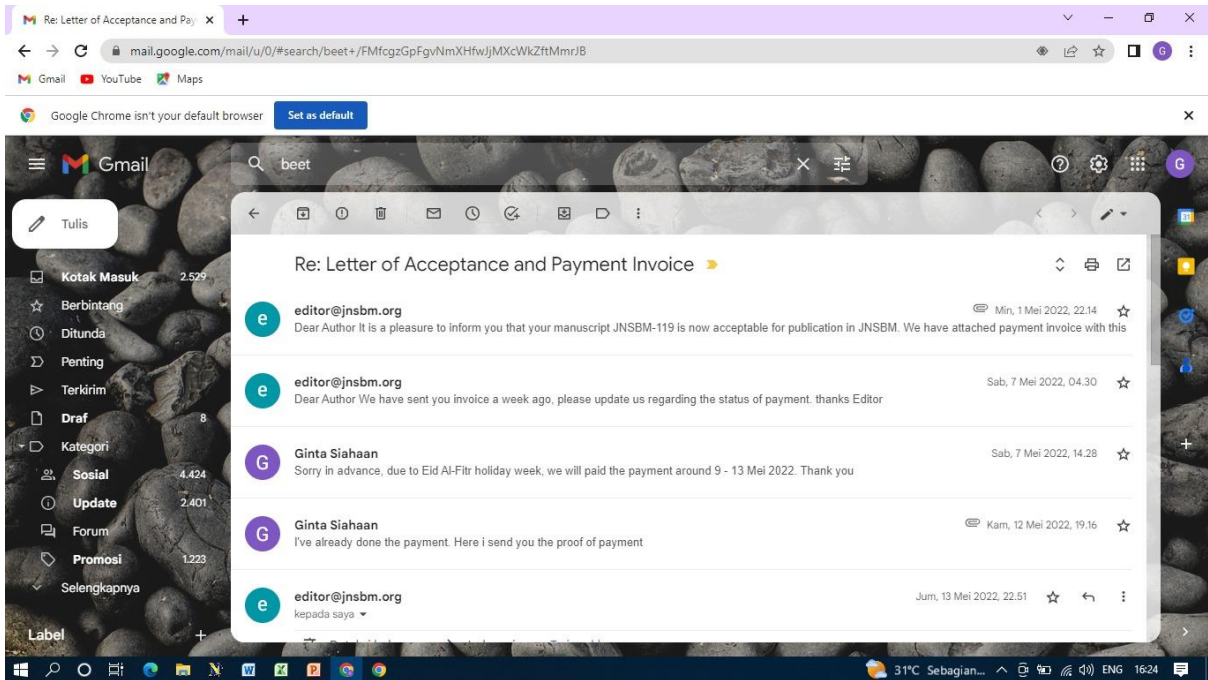 Re: Letter of Acceptance and Pay
mail.google.com/mail/u/0/#search/beet+/FMfcgzGpFgvNmXHfwJjMXcWkZftMmrJB
G
Gmail YouTube Maps
Google Chrome isn't your default browser Set as default
Gmail
beet
G
Tulis
Kotak Masuk 2.529
Berbintang
Ditunda
Penting
Terkirim
Draf 8
Kategori
Sosial 4.424
Update 2.401
Forum
Promosi 1.223
Selengkapnya
Label
Re: Letter of Acceptance and Payment Invoice
e
editor@jnsbm.org Min, 1 Mei 2022, 22.14
Dear Author It is a pleasure to inform you that your manuscript JNSBM-119 is now acceptable for publication in JNSBM. We have attached payment invoice with this
e
editor@jnsbm.org Sab, 7 Mei 2022, 04.30
Dear Author We have sent you invoice a week ago, please update us regarding the status of payment. thanks Editor
G
Ginta Siahaan Sab, 7 Mei 2022, 14.28
Sorry in advance, due to Eid Al-Fitr holiday week, we will paid the payment around 9 - 13 Mei 2022. Thank you
G
Ginta Siahaan Kam, 12 Mei 2022, 19.16
I've already done the payment. Here i send you the proof of payment
e
editor@jnsbm.org Jum, 13 Mei 2022, 22.51
kepada saya
31°C Sebagian... ENG 16:24